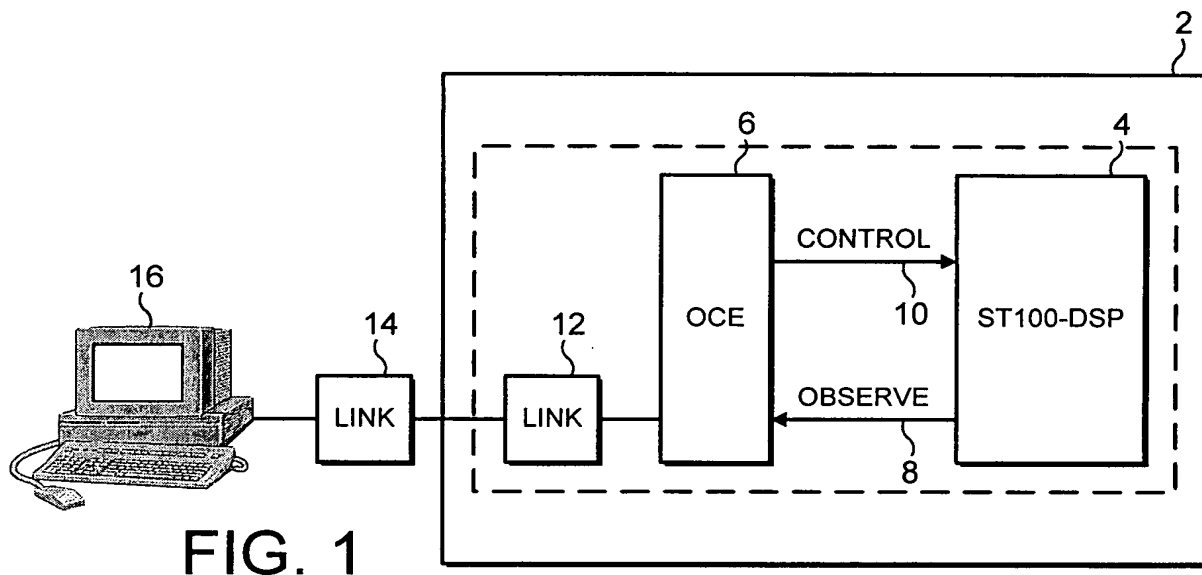 2
6
4
CONTROL
10
16
14
12
OCE
ST100-DSP
LINK
LINK
OBSERVE
8
FIG. 1